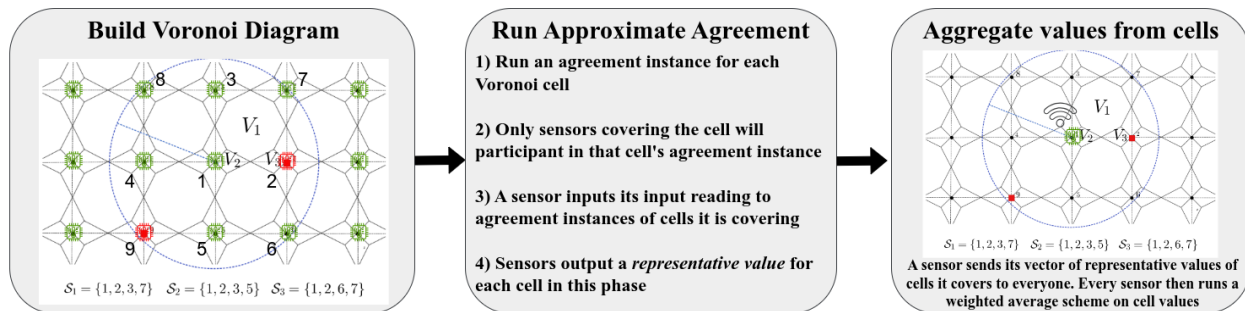 Build Voronoi Diagram
8
3
7
V₁
V₂
V₃
4
1
2
9
5
6
𝒮₁ = {1, 2, 3, 7} 𝒮₂ = {1, 2, 3, 5} 𝒮₃ = {1, 2, 6, 7}
Run Approximate Agreement
1) Run an agreement instance for each
Voronoi cell
2) Only sensors covering the cell will
participant in that cell's agreement instance
3) A sensor inputs its input reading to
agreement instances of cells it is covering
4) Sensors output a representative value for
each cell in this phase
Aggregate values from cells
8
7
V₁
V₂
V₃
9
6
𝒮₁ = {1, 2, 3, 7} 𝒮₂ = {1, 2, 3, 5} 𝒮₃ = {1, 2, 6, 7}
A sensor sends its vector of representative values of
cells it covers to everyone. Every sensor then runs a
weighted average scheme on cell values